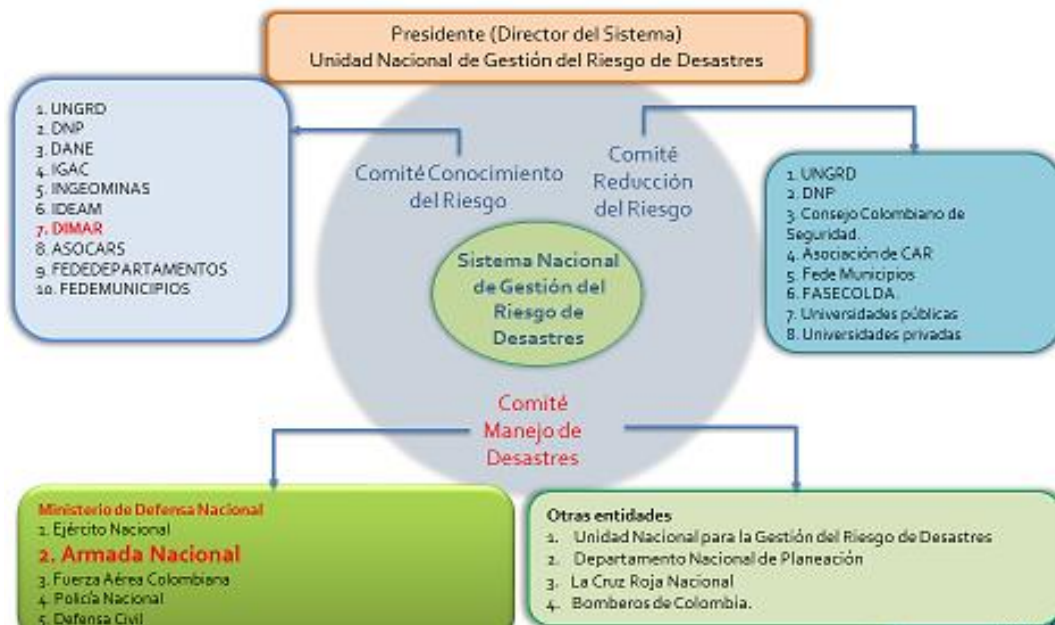 Presidente (Director del Sistema)
Unidad Nacional de Gestión del Riesgo de Desastres
1. UNGRD
2. DNP
3. DANE
4. IGAC
5. INGEOMINAS
6. IDEAM
7. DIMAR
8. ASOCARS
9. FEDEDEPARTAMENTOS
10. FEDEMUNICIPIOS
Comité Conocimiento
del Riesgo
Comité
Reducción
del Riesgo
1. UNGRD
2. DNP
3. Consejo Colombiano de
Seguridad.
4. Asociación de CAR
5. Fede Municipios
6. FASECOLDA.
7. Universidades públicas
8. Universidades privadas
Sistema Nacional
de Gestión del
Riesgo de
Desastres
Comité
Manejo de
Desastres
Ministerio de Defensa Nacional
1. Ejército Nacional
2. Armada Nacional
3. Fuerza Aérea Colombiana
4. Policía Nacional
5. Defensa Civil
Otras entidades
1. Unidad Nacional para la Gestión del Riesgo de Desastres
2. Departamento Nacional de Planeación
3. La Cruz Roja Nacional
4. Bomberos de Colombia.